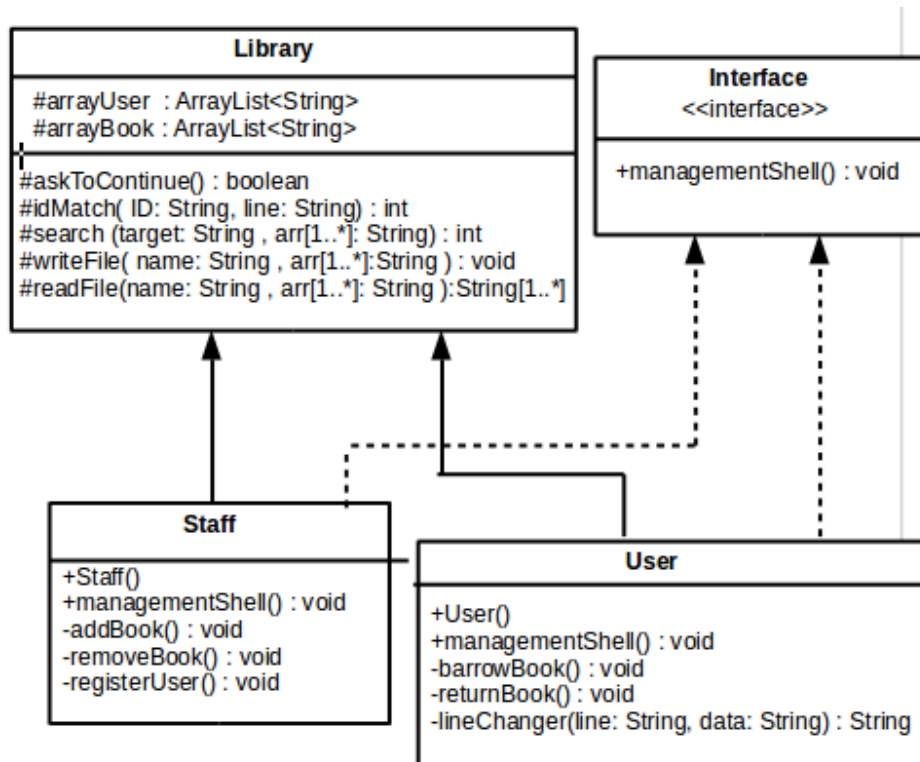 Library
#arrayUser : ArrayList<String>
#arrayBook : ArrayList<String>
#askToContinue() : boolean
#idMatch( ID: String, line: String) : int
#search (target: String , arr[1..*]: String) : int
#writeFile( name: String , arr[1..*]:String ) : void
#readFile(name: String , arr[1..*]: String ):String[1..*]
Interface
<<interface>>
+managementShell() : void
Staff
+Staff()
+managementShell() : void
-addBook() : void
-removeBook() : void
-registerUser() : void
User
+User()
+managementShell() : void
-barrowBook() : void
-returnBook() : void
-lineChanger(line: String, data: String) : String